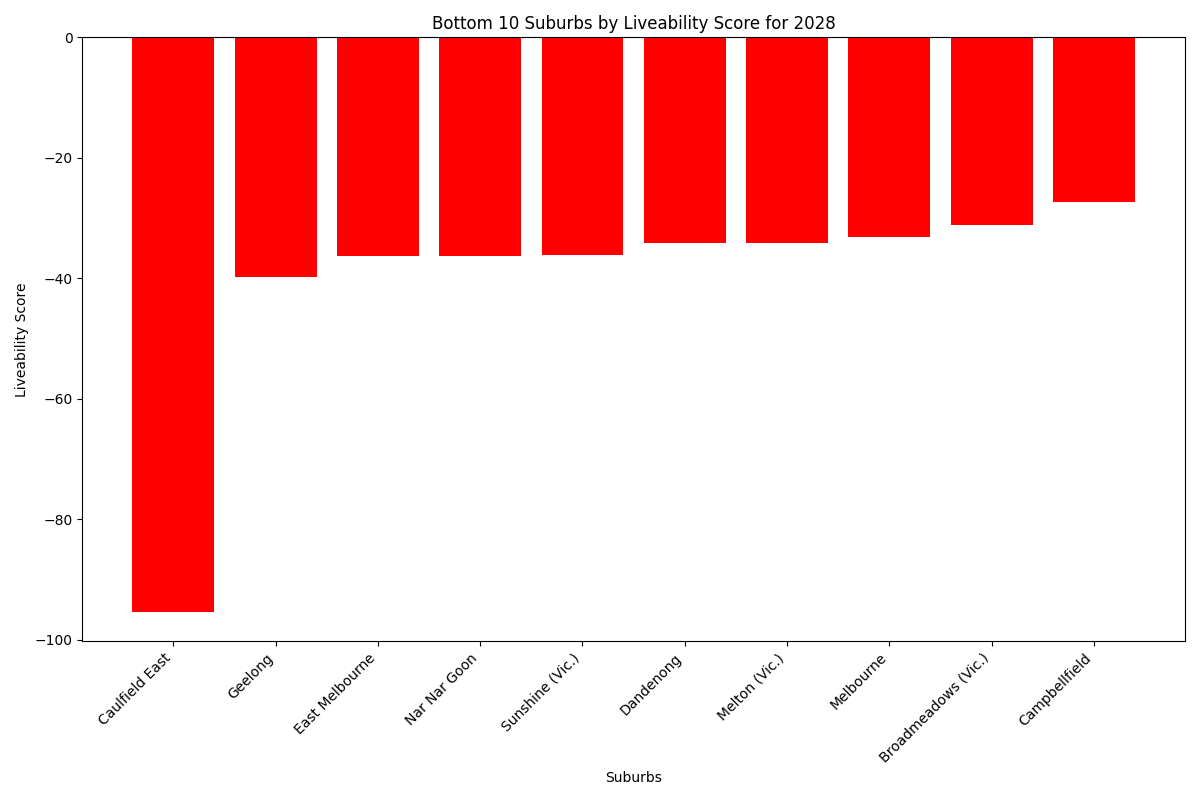 Bottom 10 Suburbs by Liveability Score for 2028
0
−20
−40
−60
−80
−100
Liveability Score
Caulfield East
Geelong
East Melbourne
Nar Nar Goon
Sunshine (Vic.)
Dandenong
Melton (Vic.)
Melbourne
Broadmeadows (Vic.)
Campbellfield
Suburbs